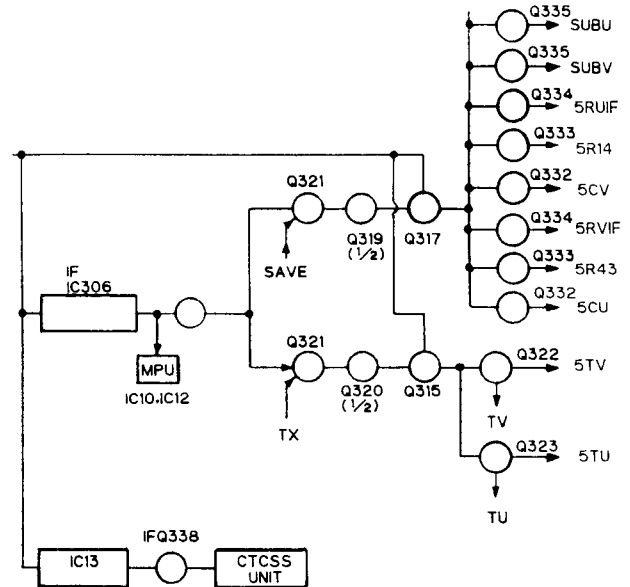 Q335
SUBU
Q335
SUBV
Q334
5RUIF
Q333
5R14
Q332
5CV
Q334
5RVIF
Q333
5R43
Q332
5CU
Q321
Q319
(1/2)
Q317
SAVE
IF
IC306
MPU
IC10,IC12
Q321
Q320
(1/2)
Q315
TX
Q322
5TV
TV
Q323
5TU
TU
IC13
IFQ338
CTCSS
UNIT